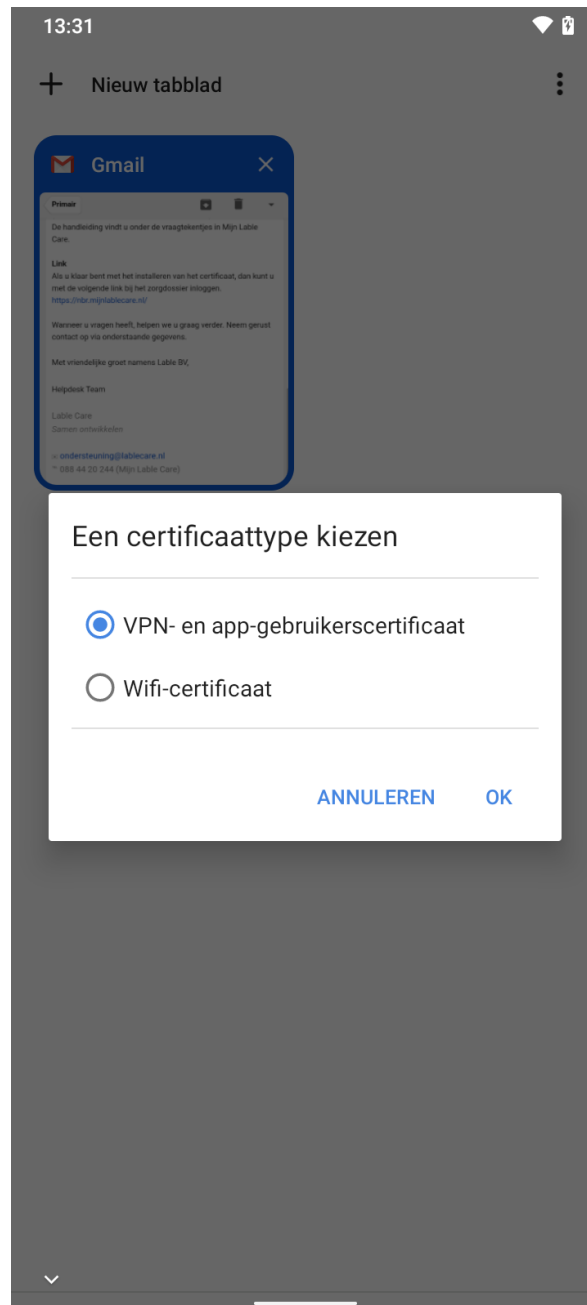 13:31
Nieuw tabblad
Gmail
Primair
De handleiding vindt u onder de vraagtekentjes in Mijn Lable
Care.
Link
Als u klaar bent met het installeren van het certificaat, dan kunt u
met de volgende link bij het zorgdossier inloggen.
https://nbr.mijnlablecare.nl/
Wanneer u vragen heeft, helpen we u graag verder. Neem gerust
contact op via onderstaande gegevens.
Met vriendelijke groet namens Lable BV,
Helpdesk Team
Lable Care
Samen ontwikkelen
ondersteuning@lablecare.nl
088 44 20 244 (Mijn Lable Care)
Een certificaattype kiezen
VPN- en app-gebruikerscertificaat
Wifi-certificaat
ANNULEREN OK